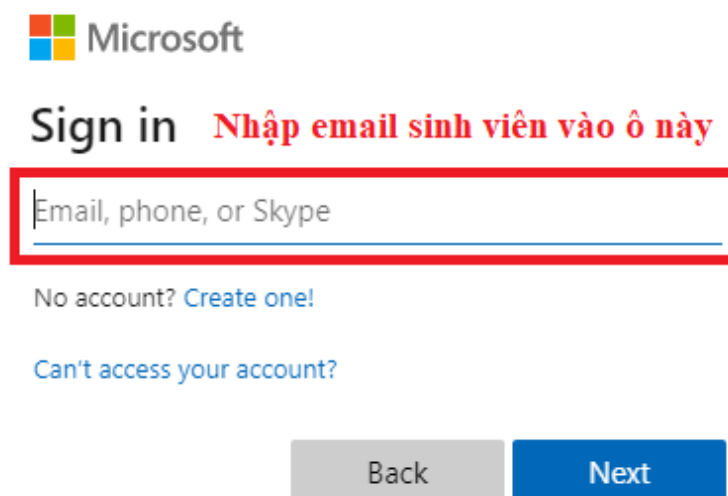 Microsoft
Sign in Nhập email sinh viên vào ô này
Email, phone, or Skype
No account? Create one!
Can't access your account?
Back Next